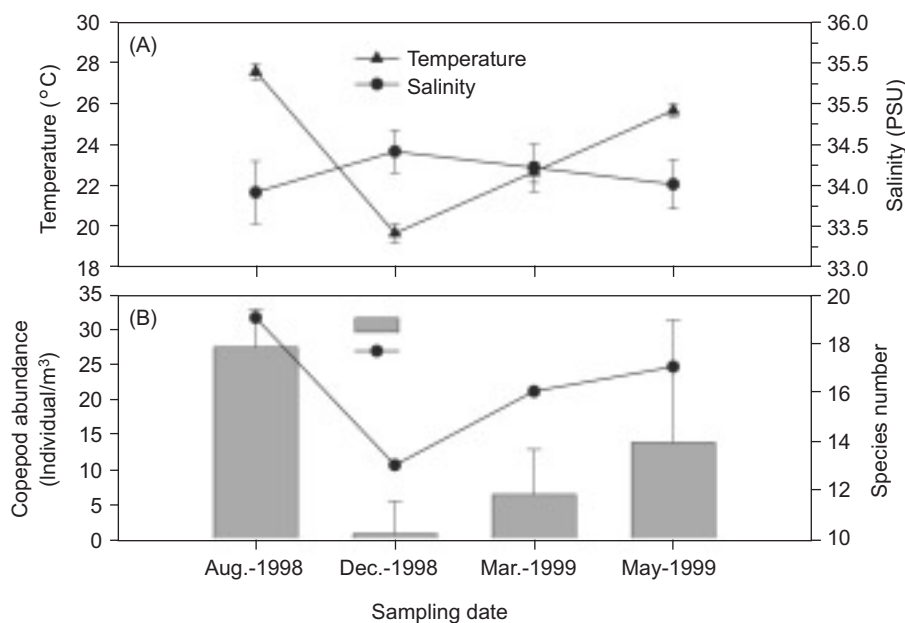 (A)
Temperature
Salinity
Temperature (°C)
30
28
26
24
22
20
18
36.0
35.5
35.5
34.5
34.0
33.5
33.0
Salinity (PSU)
(B)
Copepod abundance
(Individual/m³)
35
30
25
20
15
10
5
0
20
18
16
14
12
10
Species number
Aug.-1998 Dec.-1998 Mar.-1999 May-1999
Sampling date